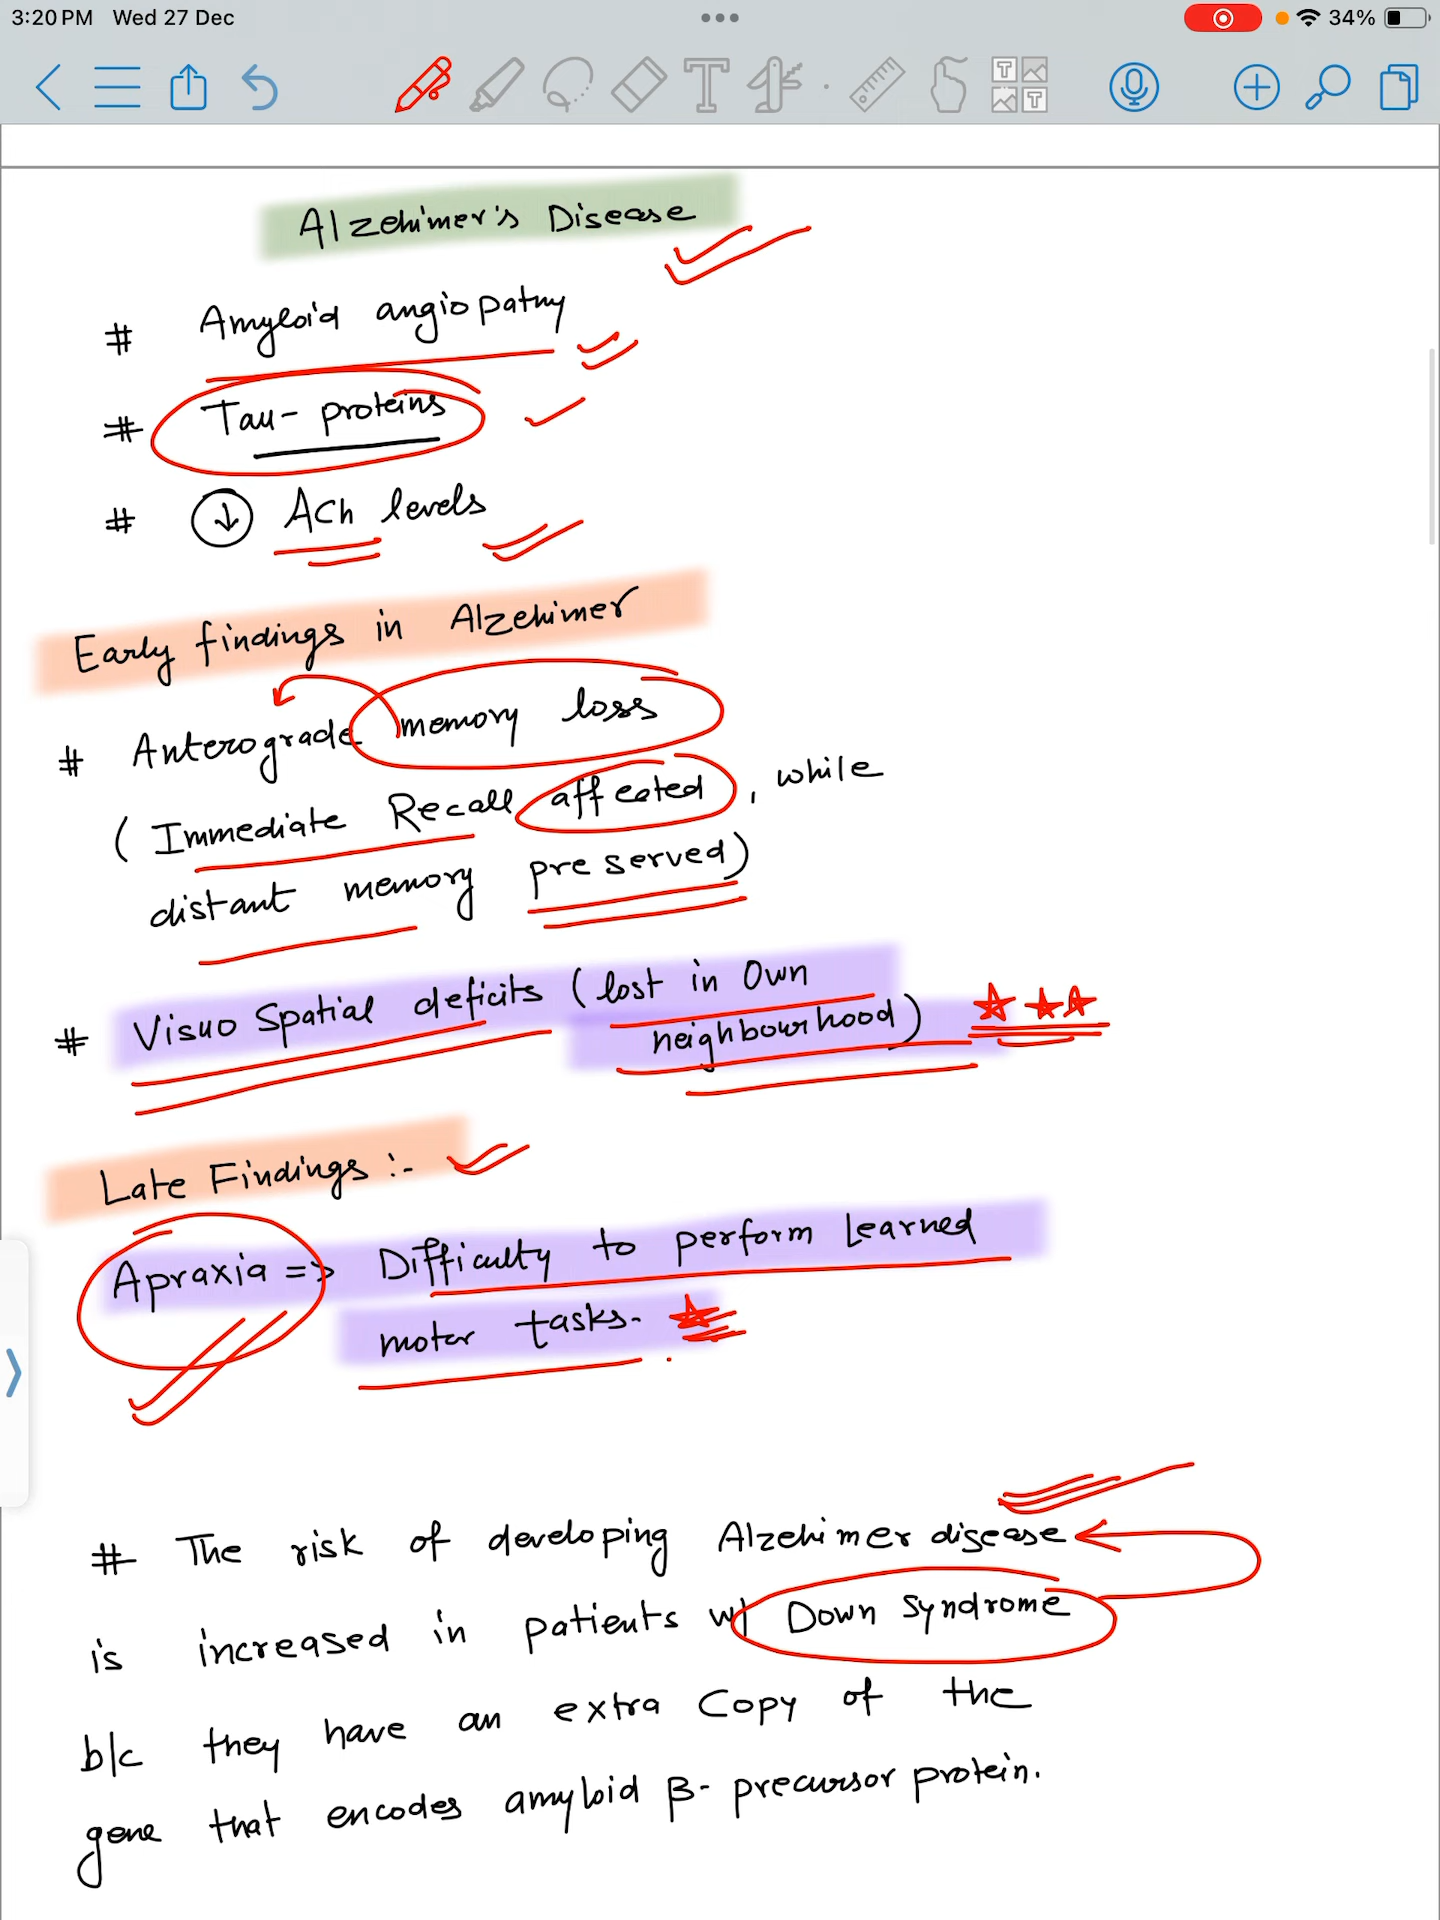 3:20 PM Wed 27 Dec
34%
Alzehimer's Disease
# Amyloid angiopathy
# Tau- proteins
# ↓ ACh levels
Early findings in Alzehimer
# Anterograde memory loss
( Immediate Recall affected, while
distant memory preserved)
# Visuo Spatial deficits (lost in Own
neighbourhood)
Late Findings :-
Apraxia => Difficulty to perform Learned
motor tasks.
# The risk of developing Alzehimer disease
is increased in patients w/ Down Syndrome
b/c they have an extra Copy of the
gene that encodes amyloid β- precursor protein.